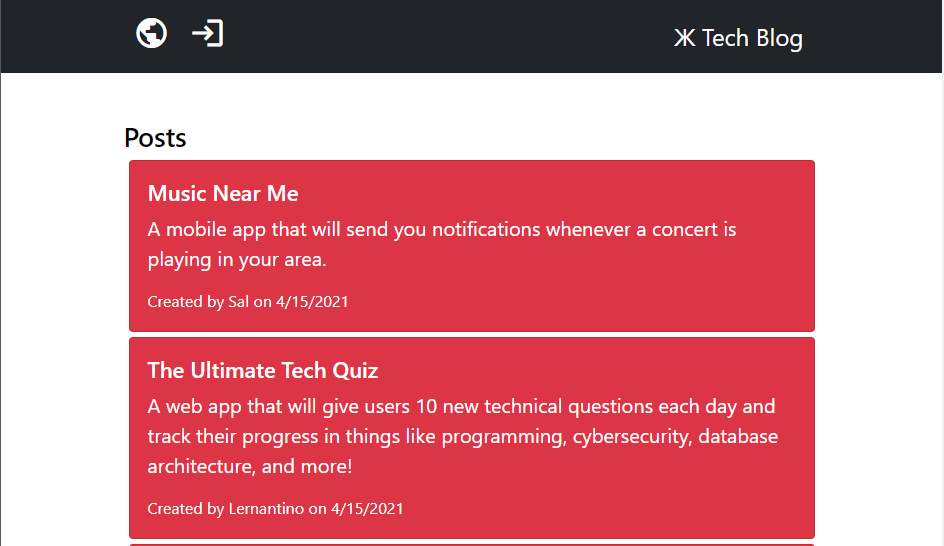 Ж Tech Blog
Posts
Music Near Me
A mobile app that will send you notifications whenever a concert is
playing in your area.
Created by Sal on 4/15/2021
The Ultimate Tech Quiz
A web app that will give users 10 new technical questions each day and
track their progress in things like programming, cybersecurity, database
architecture, and more!
Created by Lernantino on 4/15/2021